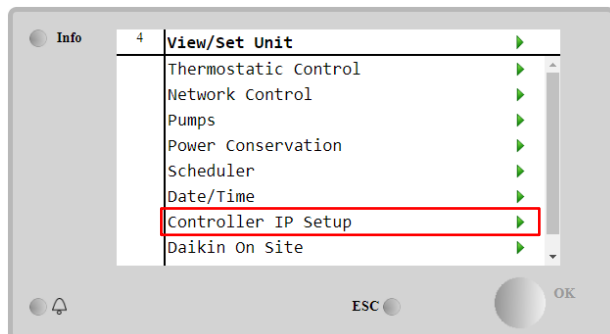 Info
4 View/Set Unit
Thermostatic Control
Network Control
Pumps
Power Conservation
Scheduler
Date/Time
Controller IP Setup
Daikin On Site
ESC
OK